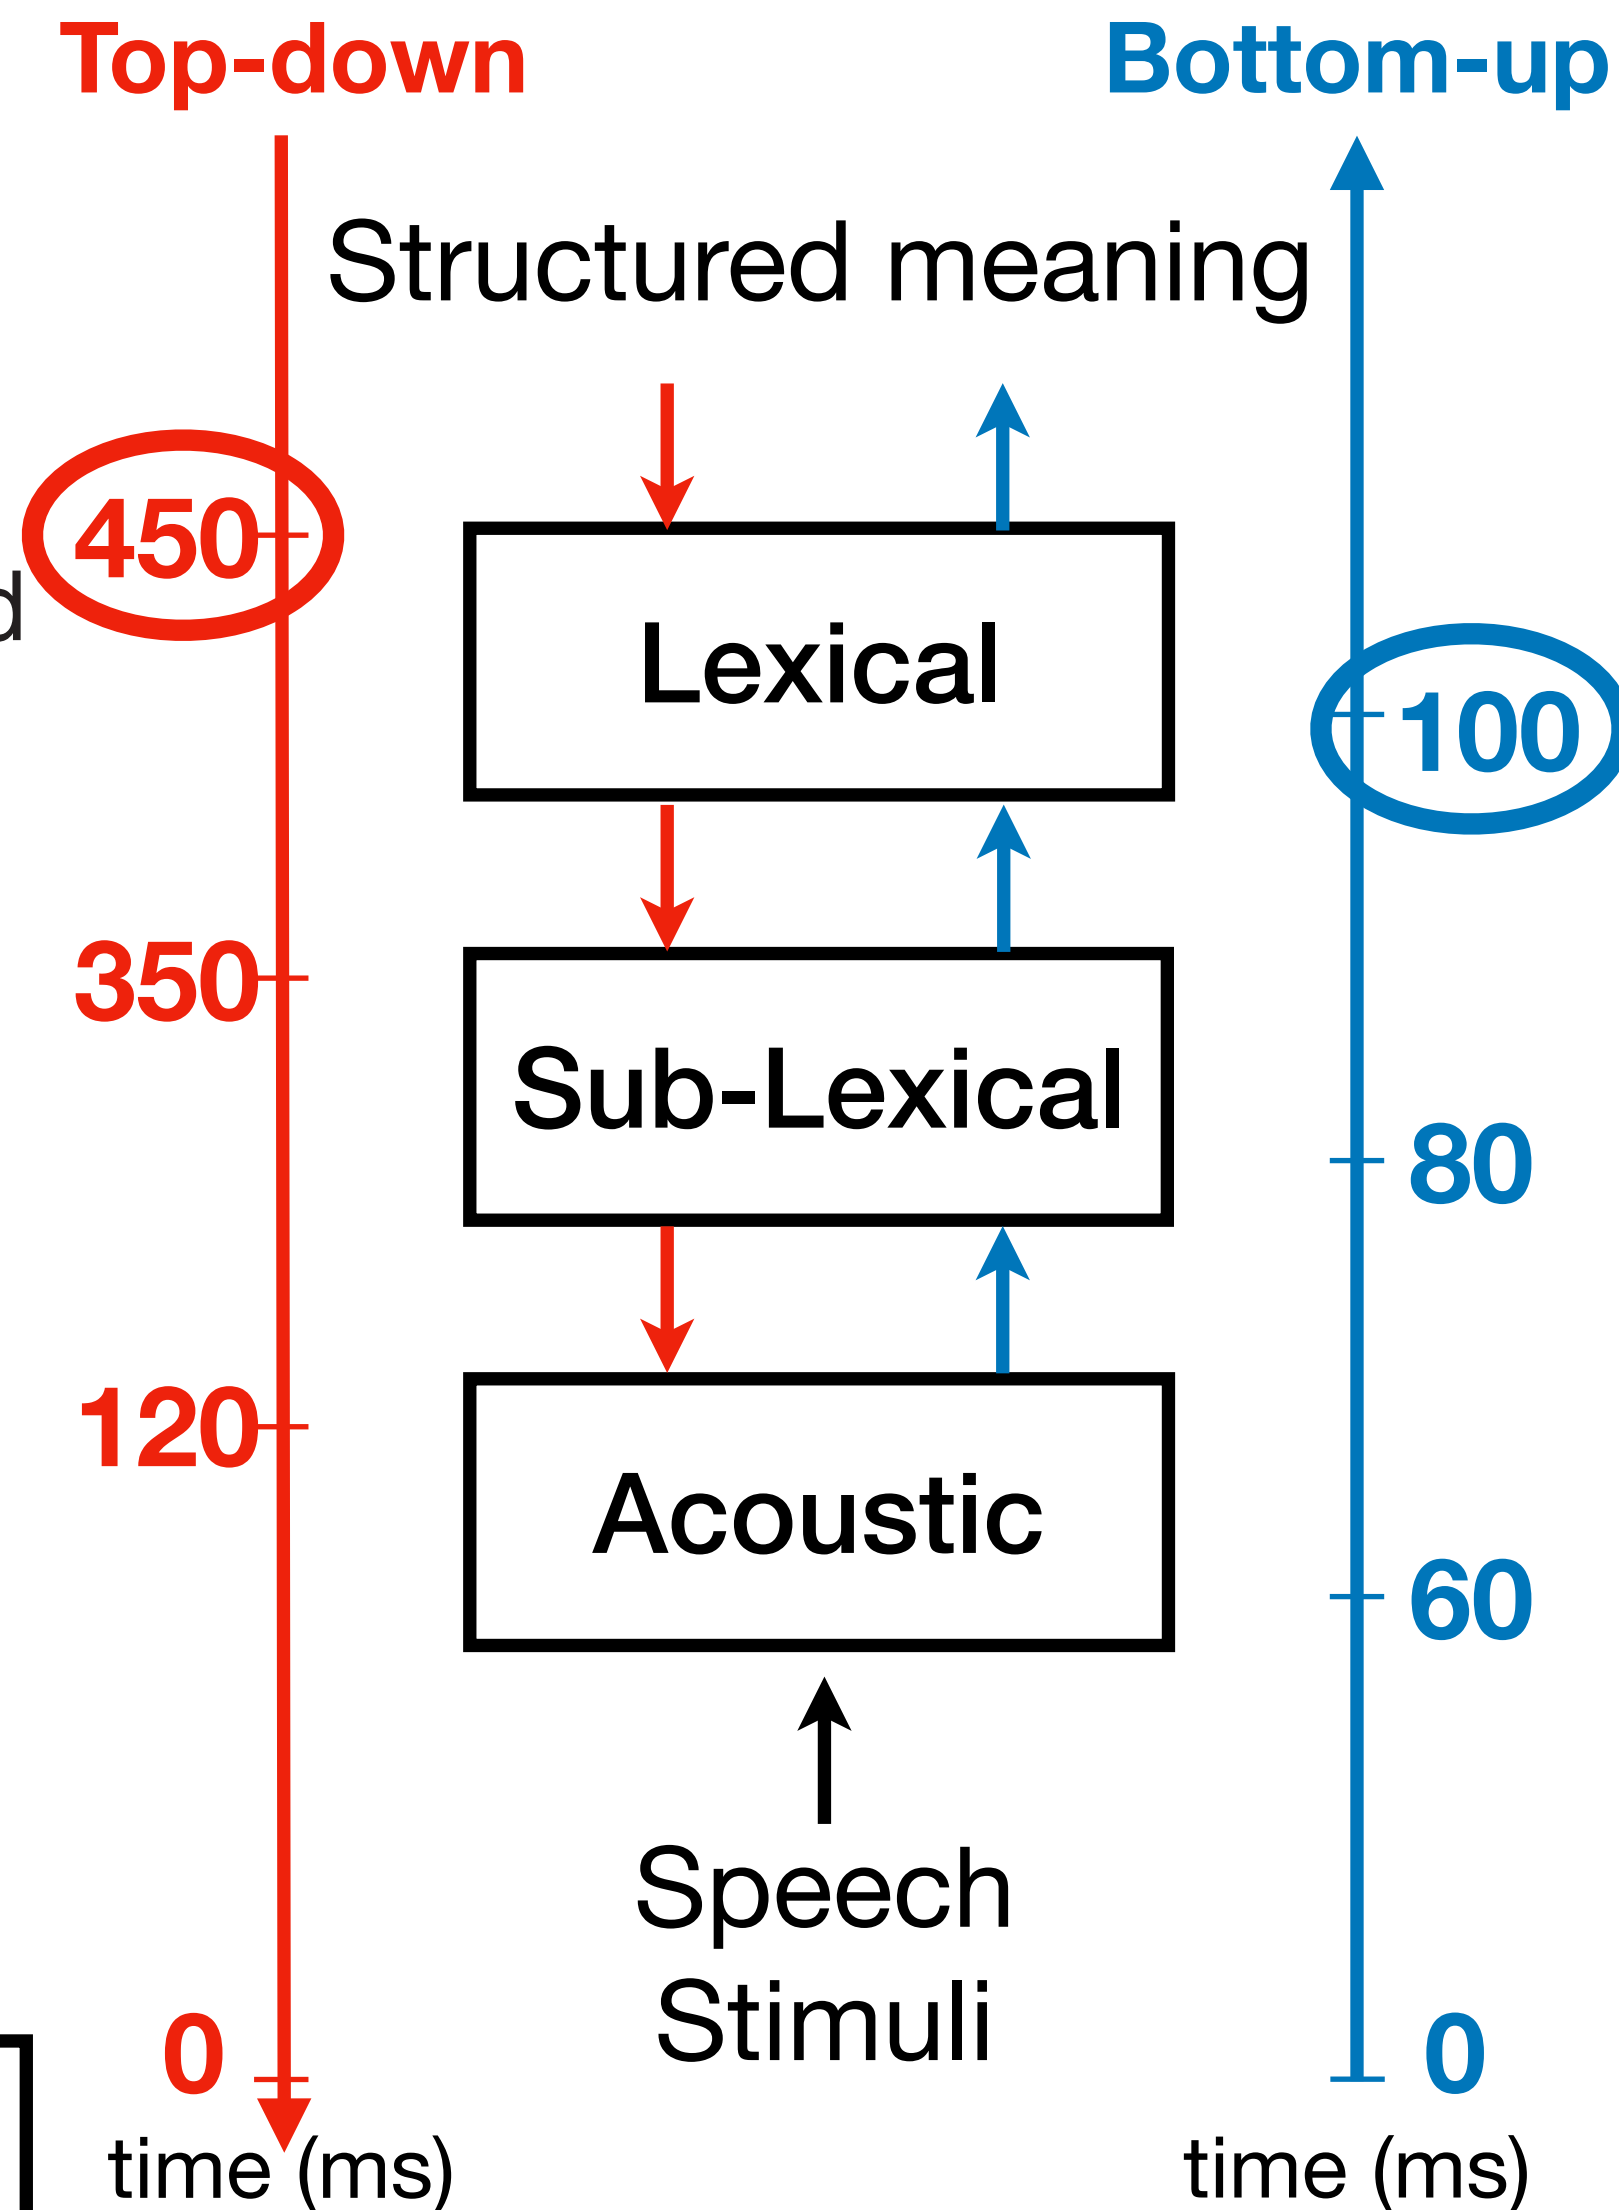 Top-down
Bottom-up
Structured meaning
450
d
Lexical
100
350
Sub-Lexical
80
120
Acoustic
60
Speech
Stimuli
0
0
time (ms)
time (ms)